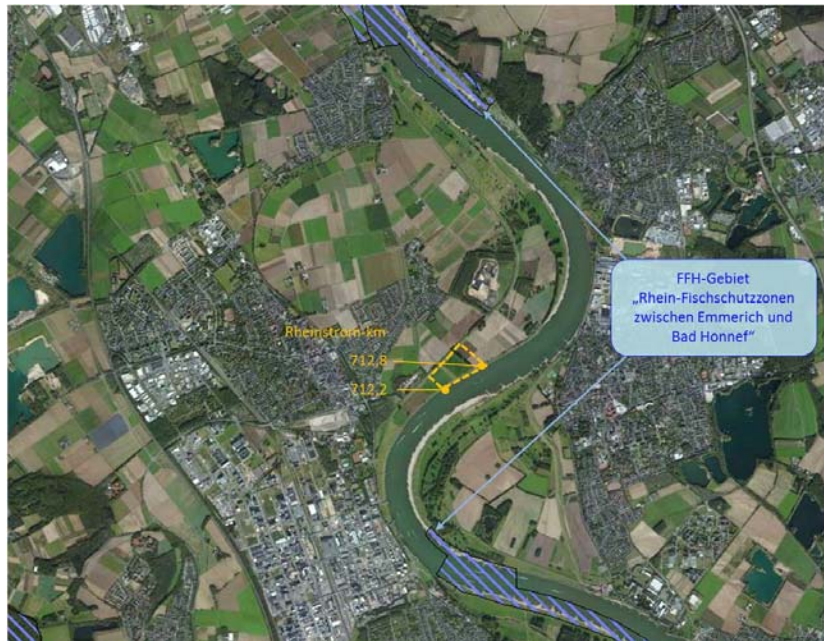 FFH-Gebiet
„Rhein-Fischschutzzonen
zwischen Emmerich und
Bad Honnef“
Rheinstrom-km
712,8
712,2